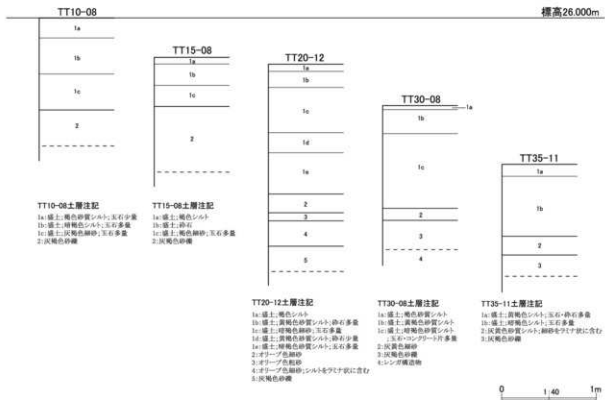 TT10-08
標高26.000m
1a
1b
1c
2
TT15-08
1a
1b
1c
2
TT20-12
1a
1b
1c
1d
1e
2
3
4
5
TT30-08
1a
1b
1c
2
3
4
TT35-11
1a
1b
2
3
TT10-08土層注記
1a:盛土;褐色砂質シルト;玉石少量
1b:盛土;暗褐色シルト;玉石多量
1c:盛土;灰褐色細砂;玉石多量
2:灰褐色砂礫
TT15-08土層注記
1a:盛土;褐色シルト
1b:盛土;砕石
1c:盛土;褐色細砂;玉石多量
2:灰褐色砂礫
TT20-12土層注記
1a:盛土;褐色シルト
1b:盛土;黄褐色砂質シルト;砕石多量
1c:盛土;暗褐色細砂;玉石多量
1d:盛土;黄褐色砂質シルト;砕石少量
1e:盛土;暗褐色砂質シルト;玉石多量
2:オリーブ色細砂
3:オリーブ色粗砂
4:オリーブ色細砂;シルトをラミナ状に含む
5:灰褐色砂礫
TT30-08土層注記
1a:盛土;褐色砂質シルト
1b:盛土;黄褐色砂質シルト
1c:盛土;暗褐色砂質シルト
;玉石・コンクリート片多量
2:灰黄色細砂
3:灰褐色砂礫
4:レンガ構造物
TT35-11土層注記
1a:盛土;黄褐色砂質シルト;玉石・砕石多量
1b:盛土;暗褐色シルト;玉石多量
2:灰黄褐色砂質シルト;細砂をラミナ状に含む
3:灰褐色砂礫
0 1:40 1m